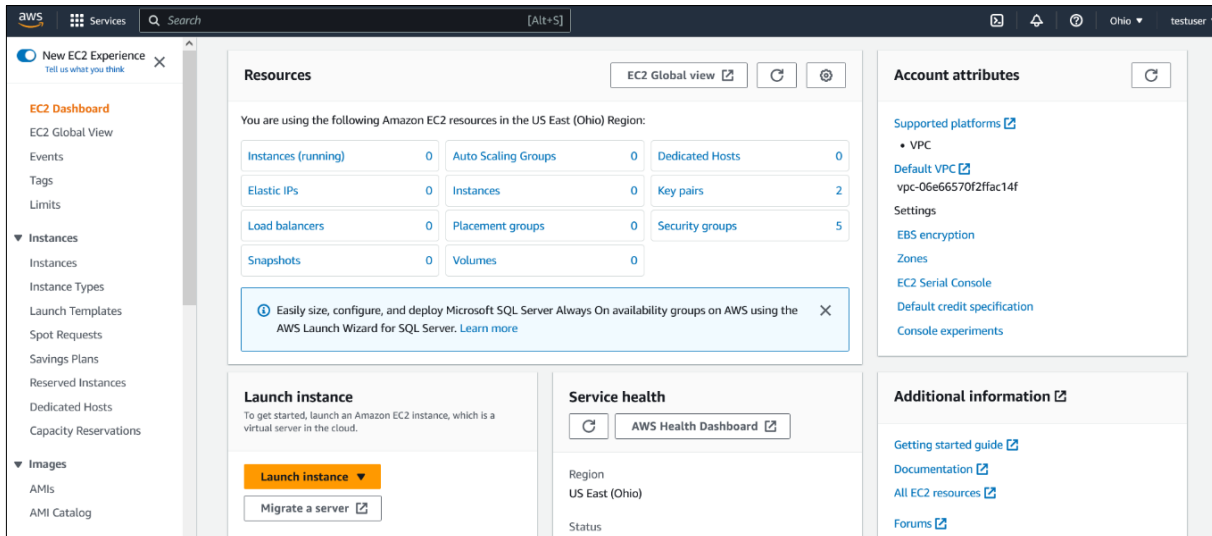 aws
Services
Search
[Alt+S]
Ohio ▼
testuser
New EC2 Experience
Tell us what you think
EC2 Dashboard
EC2 Global View
Events
Tags
Limits
▼ Instances
Instances
Instance Types
Launch Templates
Spot Requests
Savings Plans
Reserved Instances
Dedicated Hosts
Capacity Reservations
▼ Images
AMIs
AMI Catalog
Resources
EC2 Global view
You are using the following Amazon EC2 resources in the US East (Ohio) Region:
Instances (running) 0
Auto Scaling Groups 0
Dedicated Hosts 0
Elastic IPs 0
Instances 0
Key pairs 2
Load balancers 0
Placement groups 0
Security groups 5
Snapshots 0
Volumes 0
Easily size, configure, and deploy Microsoft SQL Server Always On availability groups on AWS using the
AWS Launch Wizard for SQL Server. Learn more
Launch instance
To get started, launch an Amazon EC2 instance, which is a
virtual server in the cloud.
Launch instance ▼
Migrate a server
Service health
AWS Health Dashboard
Region
US East (Ohio)
Status
Account attributes
Supported platforms
• VPC
Default VPC
vpc-06e66570f2ffac14f
Settings
EBS encryption
Zones
EC2 Serial Console
Default credit specification
Console experiments
Additional information
Getting started guide
Documentation
All EC2 resources
Forums